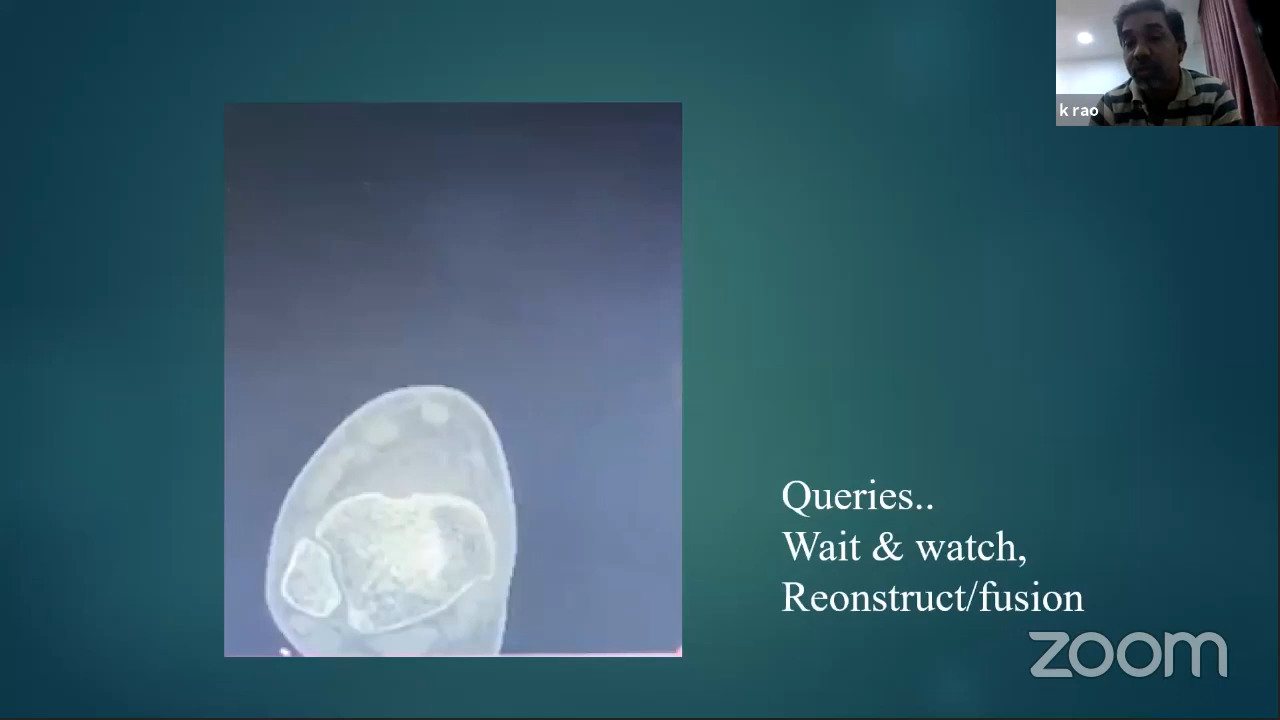 k rao
Queries..
Wait & watch,
Reonstruct/fusion
zoom